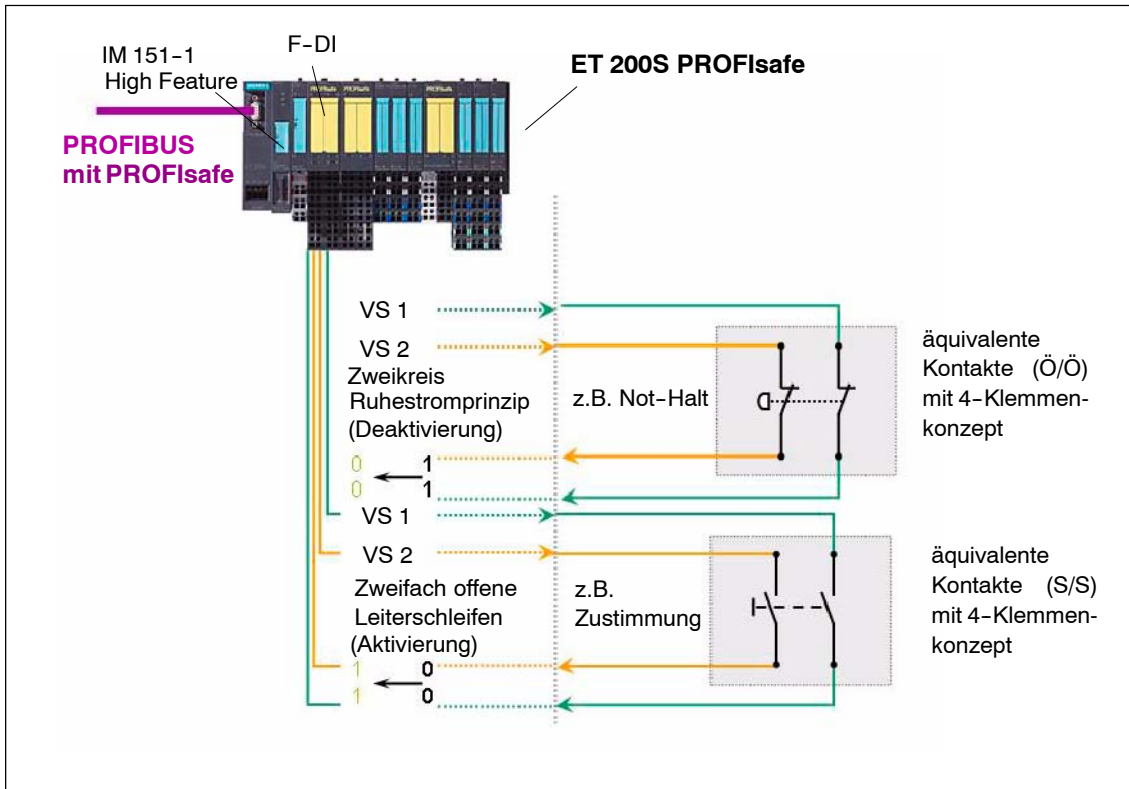 F-DI
IM 151-1
High Feature
ET 200S PROFIsafe
PROFIBUS
mit PROFIsafe
VS 1
VS 2
Zweikreis
Ruhestromprinzip
(Deaktivierung)
0 1
0 1
z.B. Not-Halt
äquivalente
Kontakte (Ö/Ö)
mit 4-Klemmen-
konzept
VS 1
VS 2
Zweifach offene
Leiterschleifen
(Aktivierung)
1 0
1 0
z.B.
Zustimmung
äquivalente
Kontakte (S/S)
mit 4-Klemmen-
konzept